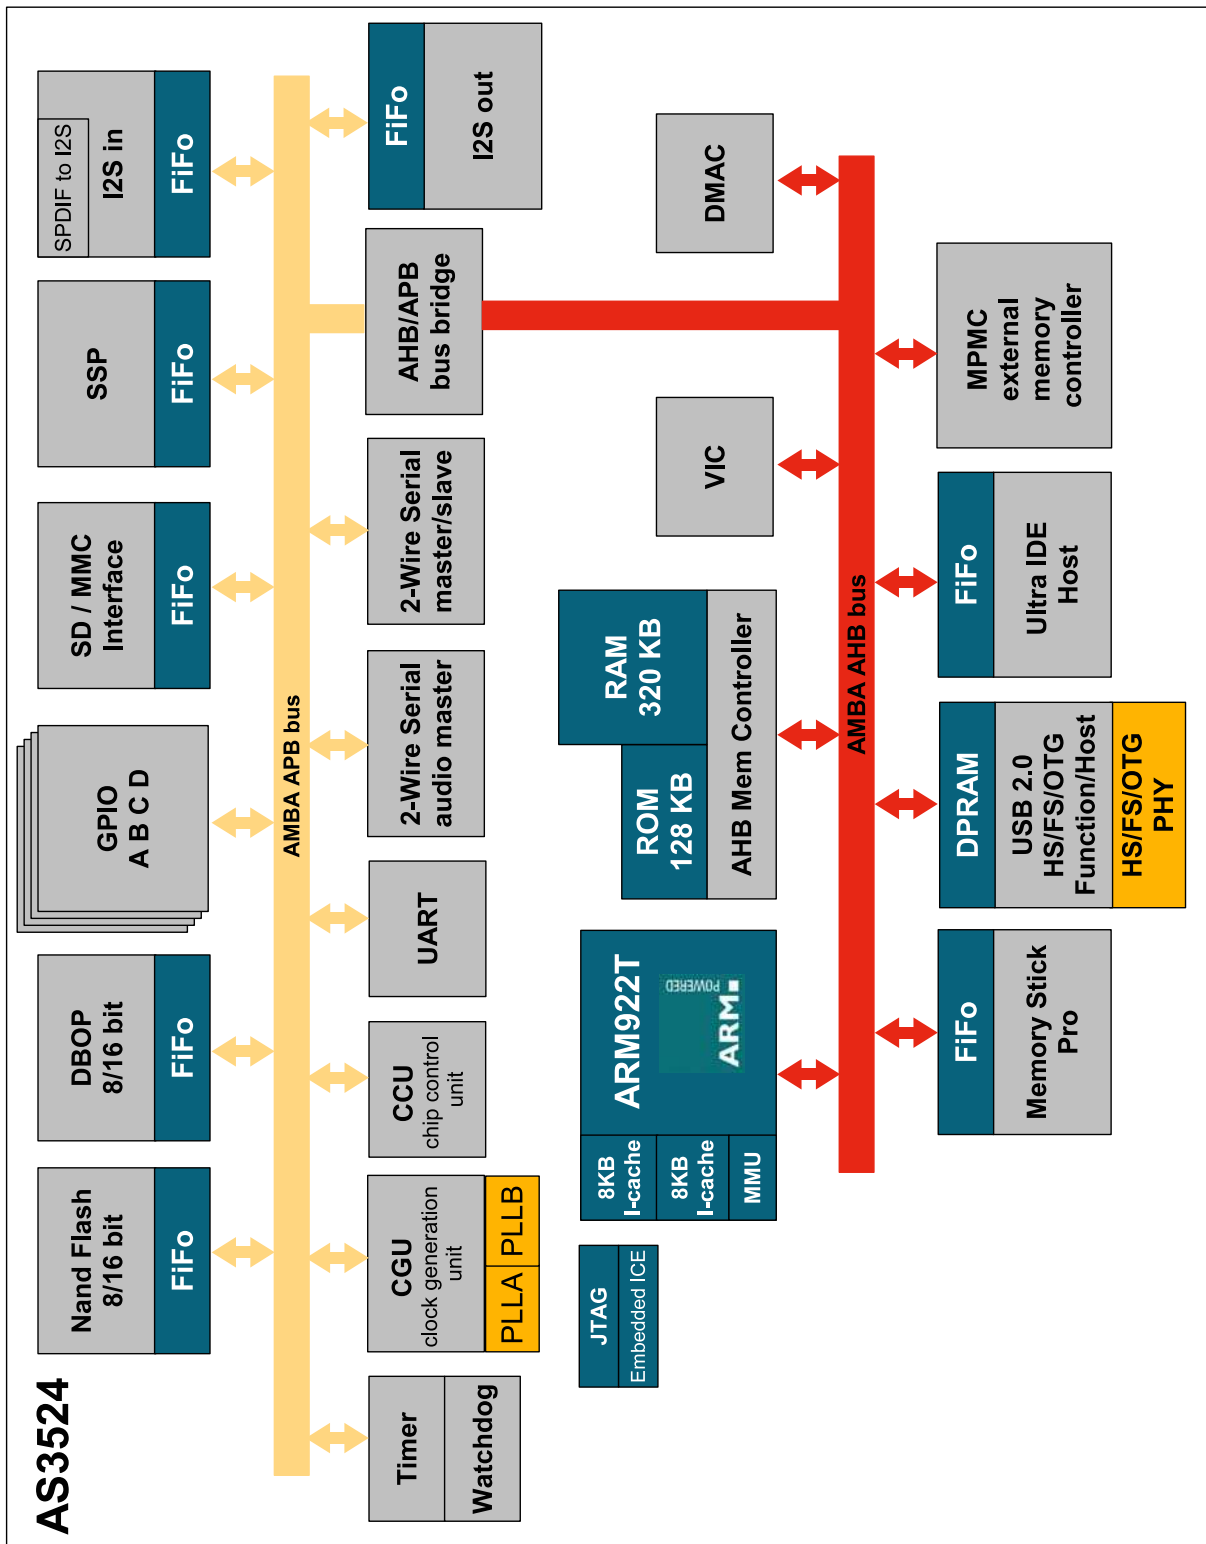 AS3524
Nand Flash
8/16 bit
FiFo
DBOP
8/16 bit
FiFo
GPIO
A B C D
SD / MMC
Interface
FiFo
SSP
FiFo
SPDIF to I2S
I2S in
FiFo
AMBA APB bus
Timer
Watchdog
CGU
clock generation
unit
PLLA
PLLB
CCU
chip control
unit
UART
2-Wire Serial
audio master
2-Wire Serial
master/slave
AHB/APB
bus bridge
FiFo
I2S out
JTAG
Embedded ICE
8KB
I-cache
8KB
I-cache
MMU
ARM922T
POWERED
ARM
ROM
128 KB
RAM
320 KB
AHB Mem Controller
VIC
DMAC
AMBA AHB bus
FiFo
Memory Stick
Pro
DPRAM
USB 2.0
HS/FS/OTG
Function/Host
HS/FS/OTG
PHY
FiFo
Ultra IDE
Host
MPMC
external
memory
controller